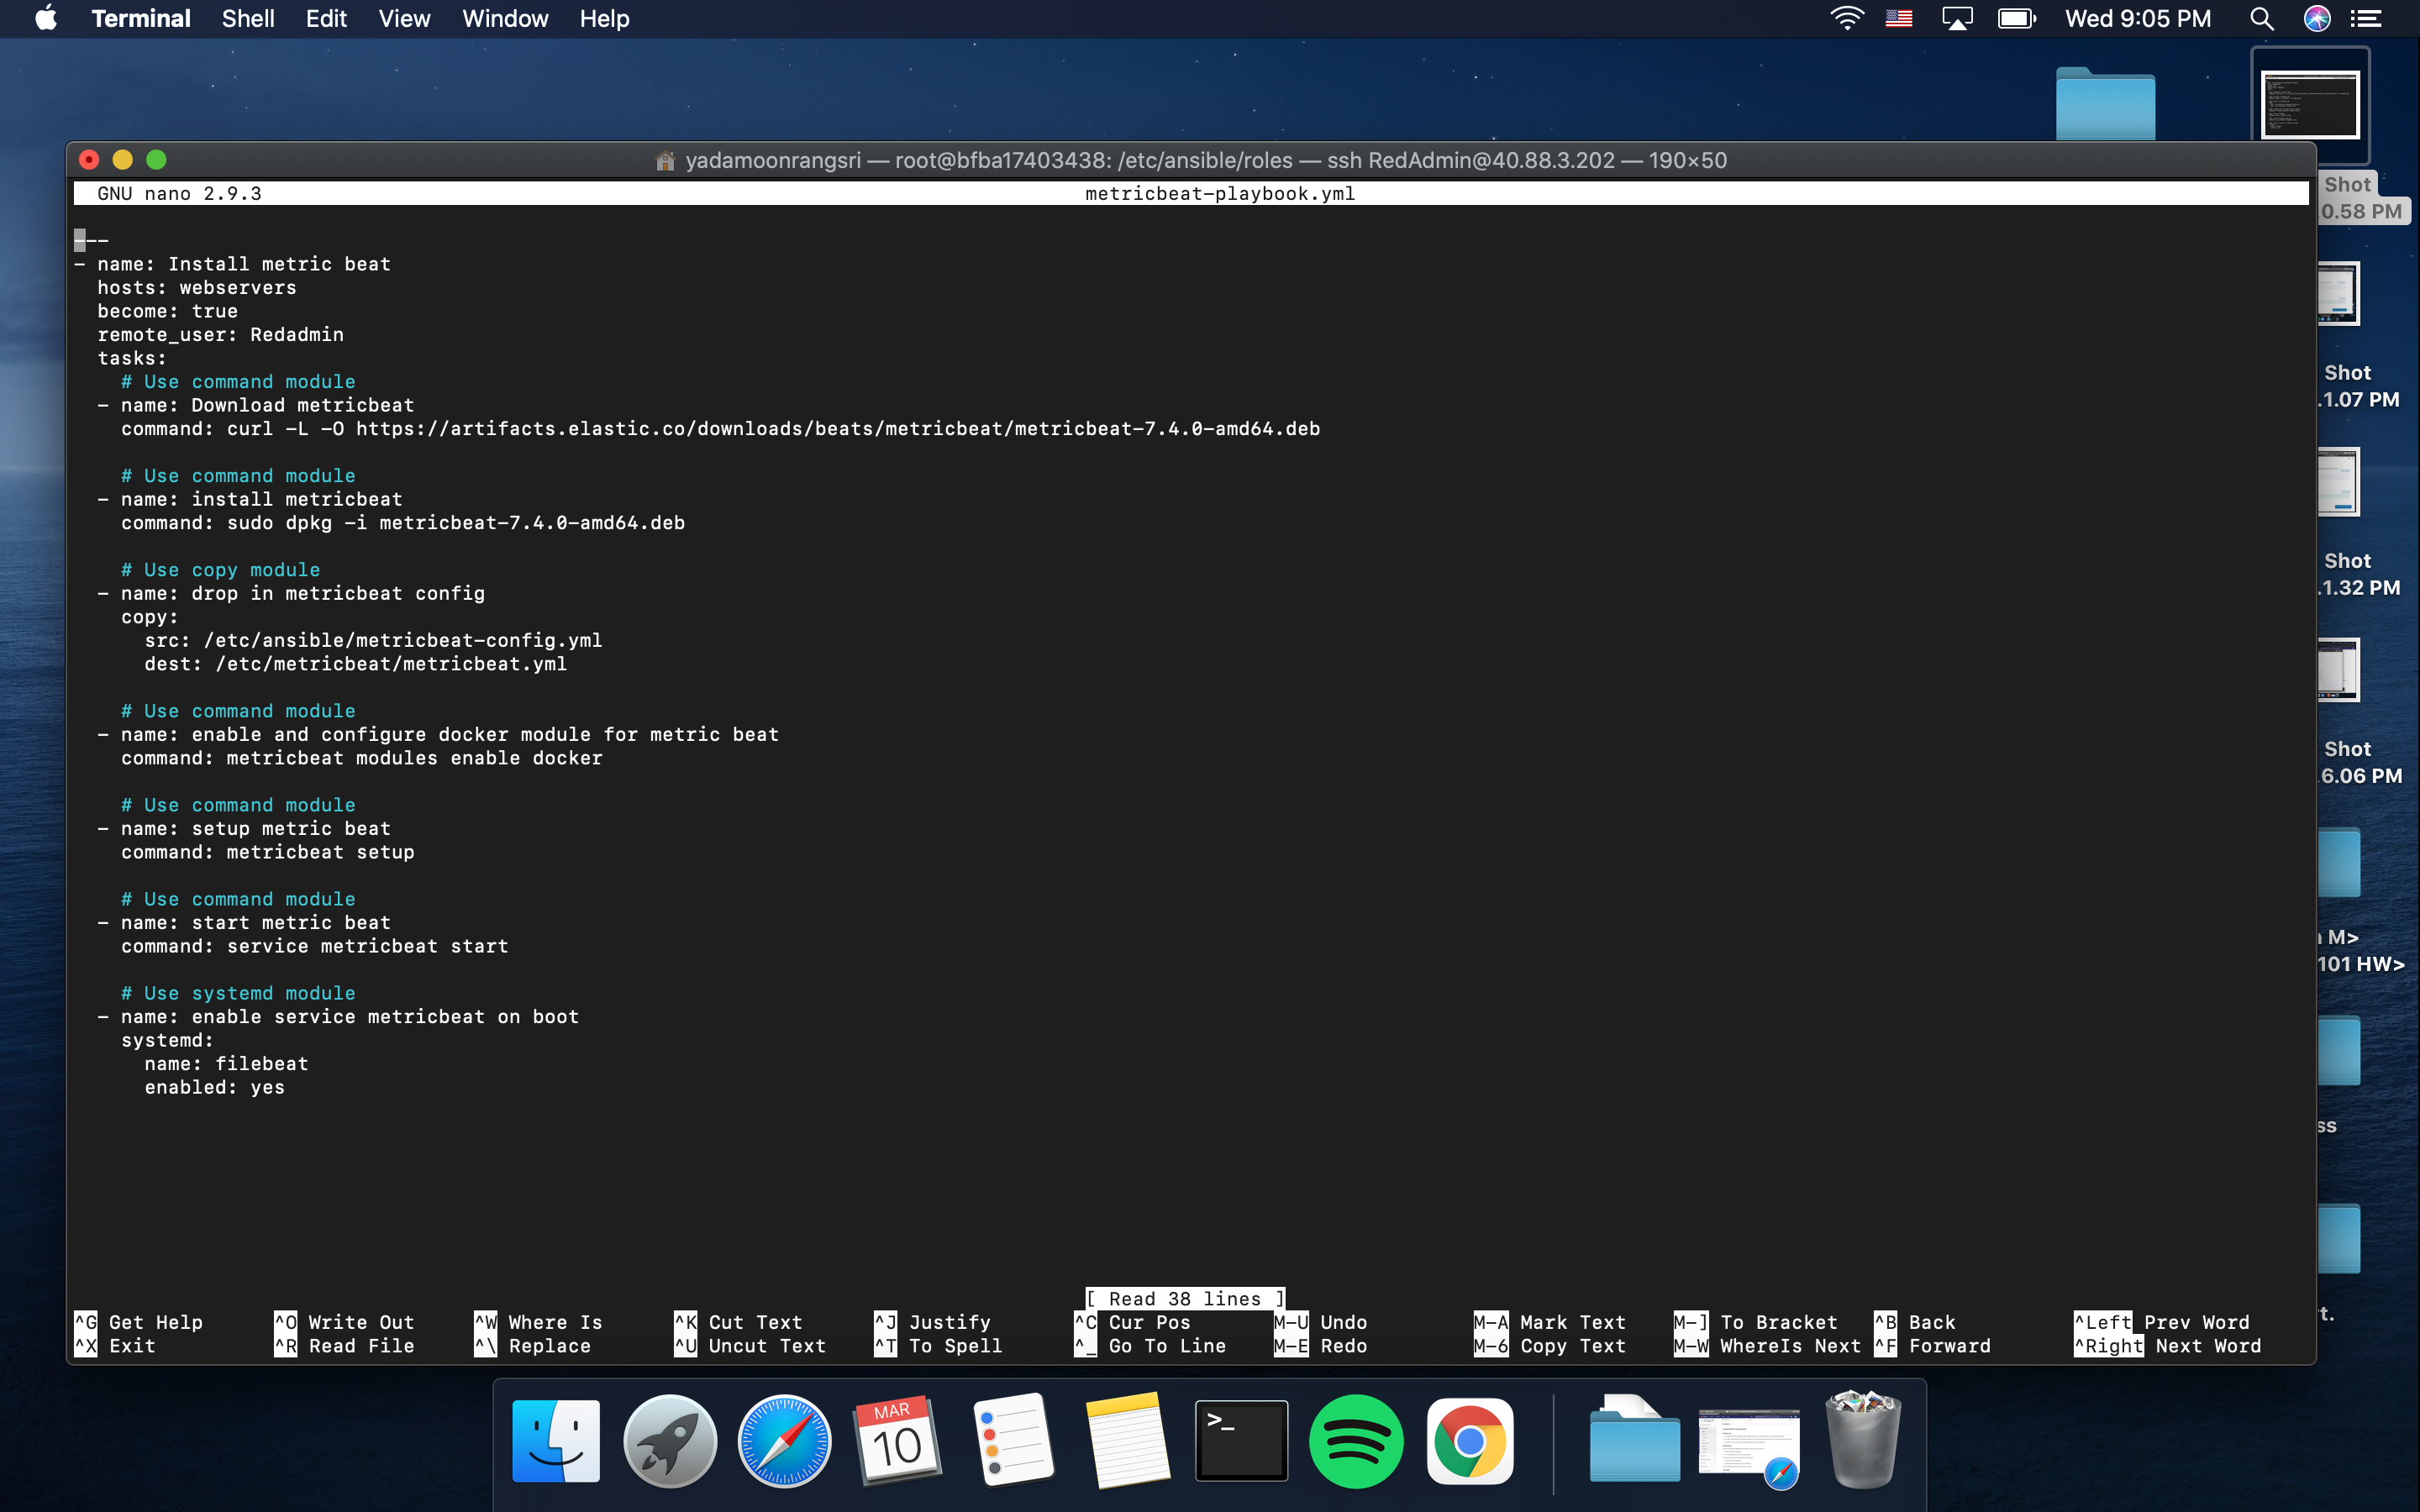 Terminal Shell Edit View Window Help Wed 9:05 PM
yadamoonrangsri — root@bfba17403438: /etc/ansible/roles — ssh RedAdmin@40.88.3.202 — 190×50
GNU nano 2.9.3 metricbeat-playbook.yml
---
- name: Install metric beat
hosts: webservers
become: true
remote_user: Redadmin
tasks:
# Use command module
- name: Download metricbeat
command: curl -L -O https://artifacts.elastic.co/downloads/beats/metricbeat/metricbeat-7.4.0-amd64.deb
# Use command module
- name: install metricbeat
command: sudo dpkg -i metricbeat-7.4.0-amd64.deb
# Use copy module
- name: drop in metricbeat config
copy:
src: /etc/ansible/metricbeat-config.yml
dest: /etc/metricbeat/metricbeat.yml
# Use command module
- name: enable and configure docker module for metric beat
command: metricbeat modules enable docker
# Use command module
- name: setup metric beat
command: metricbeat setup
# Use command module
- name: start metric beat
command: service metricbeat start
# Use systemd module
- name: enable service metricbeat on boot
systemd:
name: filebeat
enabled: yes
[ Read 38 lines ]
^G Get Help ^O Write Out ^W Where Is ^K Cut Text ^J Justify ^C Cur Pos M-U Undo M-A Mark Text M-] To Bracket ^B Back ^Left Prev Word
^X Exit ^R Read File ^\ Replace ^U Uncut Text ^T To Spell ^_ Go To Line M-E Redo M-6 Copy Text M-W WhereIs Next ^F Forward ^Right Next Word
Shot
0.58 PM
Shot
.1.07 PM
Shot
.1.32 PM
Shot
.6.06 PM
M>
101 HW>
ss
t.
MAR
10
>_